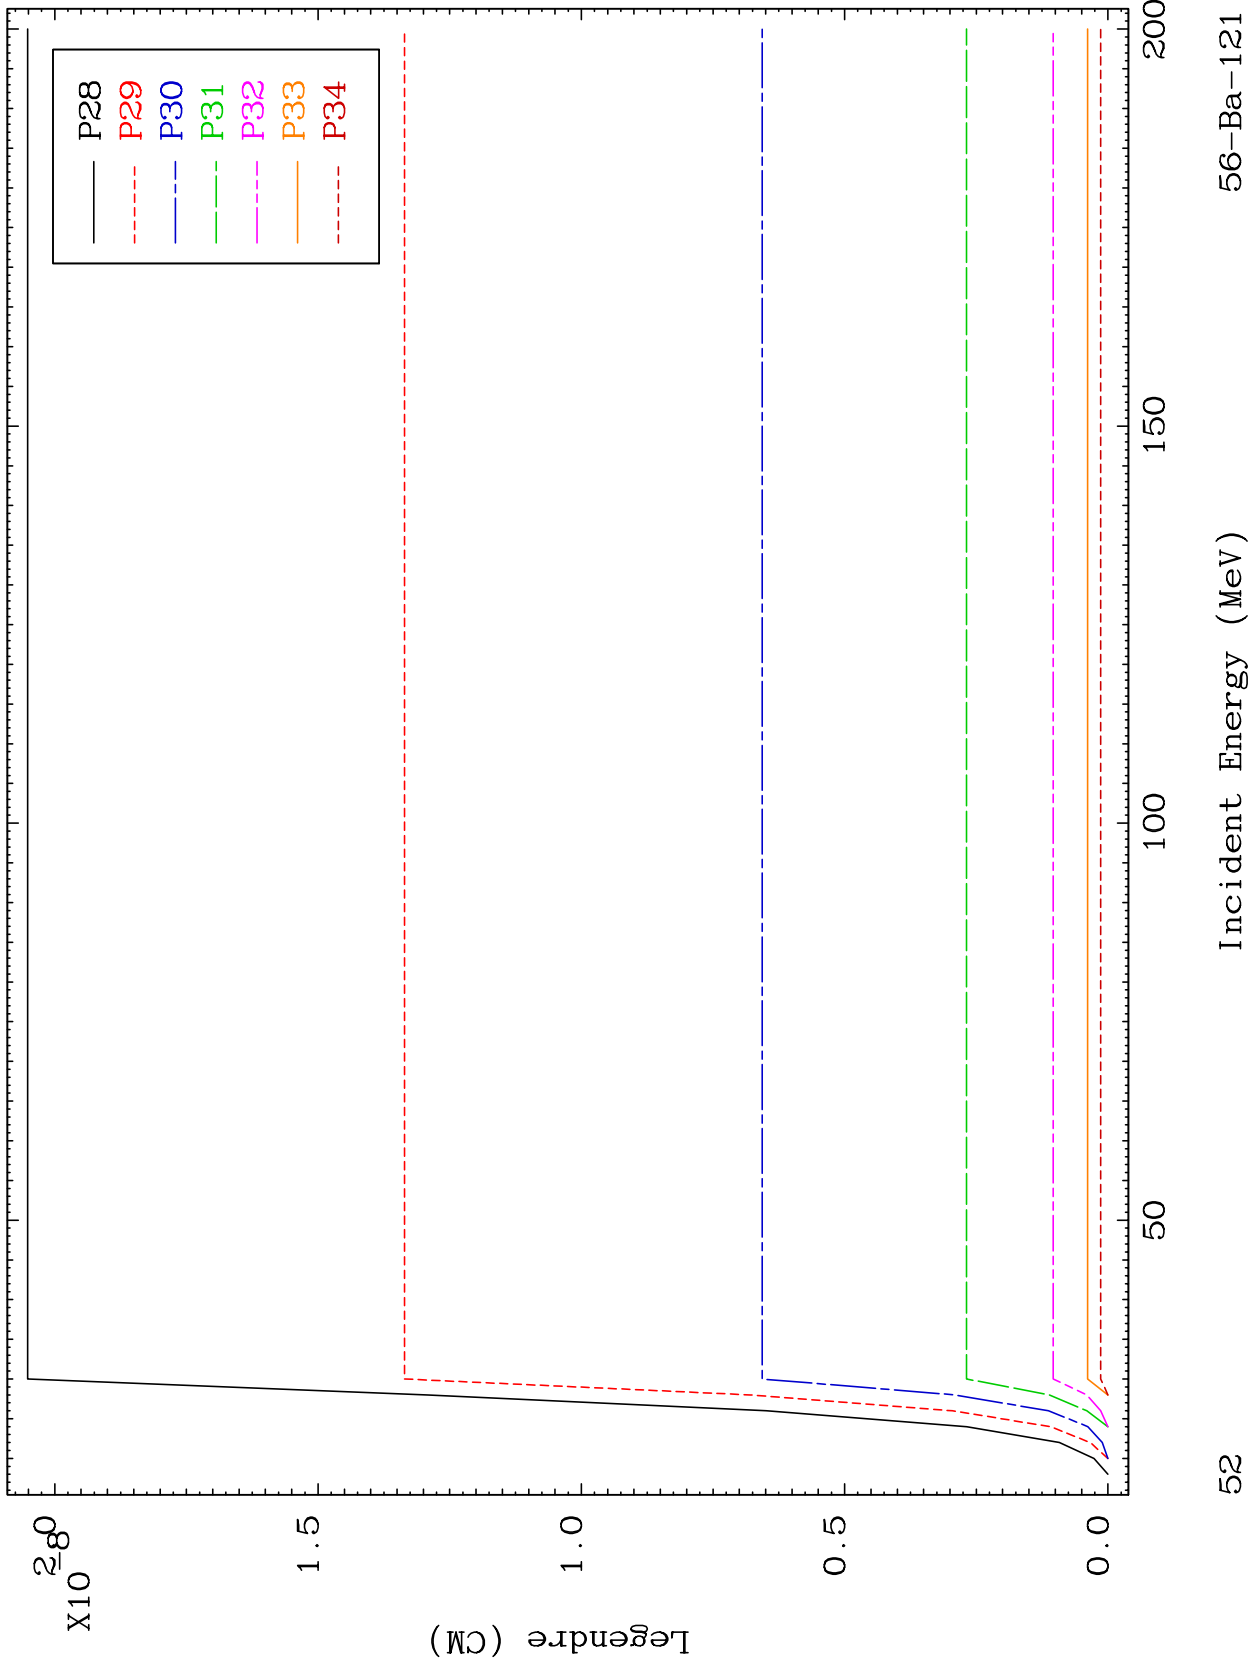 P28
P29
P30
P31
P32
P33
P34
X10
-8
2.0
1.5
1.0
0.5
0.0
Legendre (CM)
50
100
150
200
Incident Energy (MeV)
52
56-Ba-121